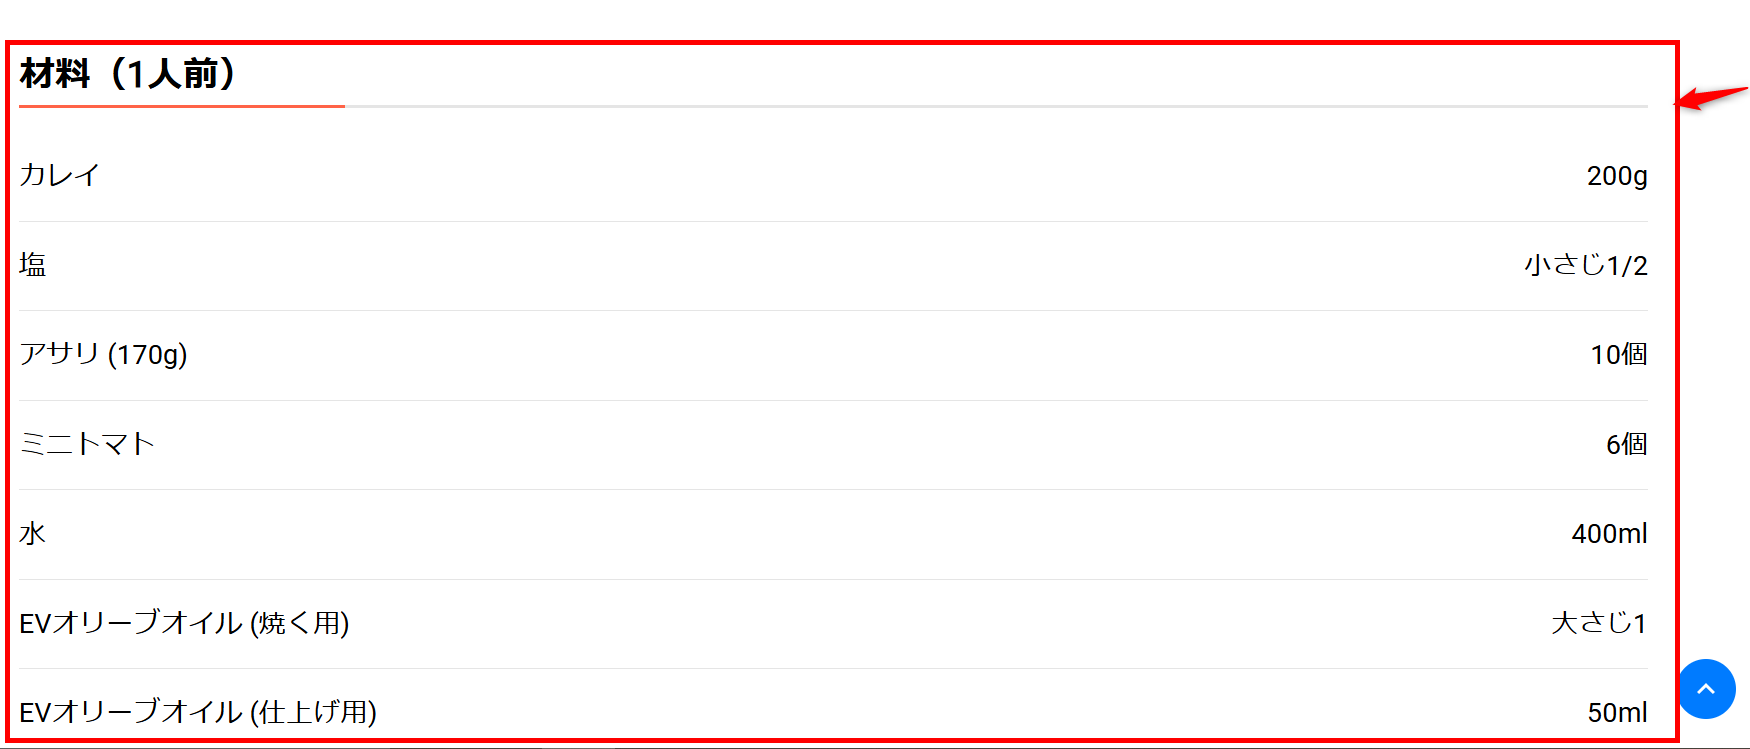 材料（1人前）
カレイ 200g
塩 小さじ1/2
アサリ (170g) 10個
ミニトマト 6個
水 400ml
EVオリーブオイル (焼く用) 大さじ1
EVオリーブオイル (仕上げ用) 50ml